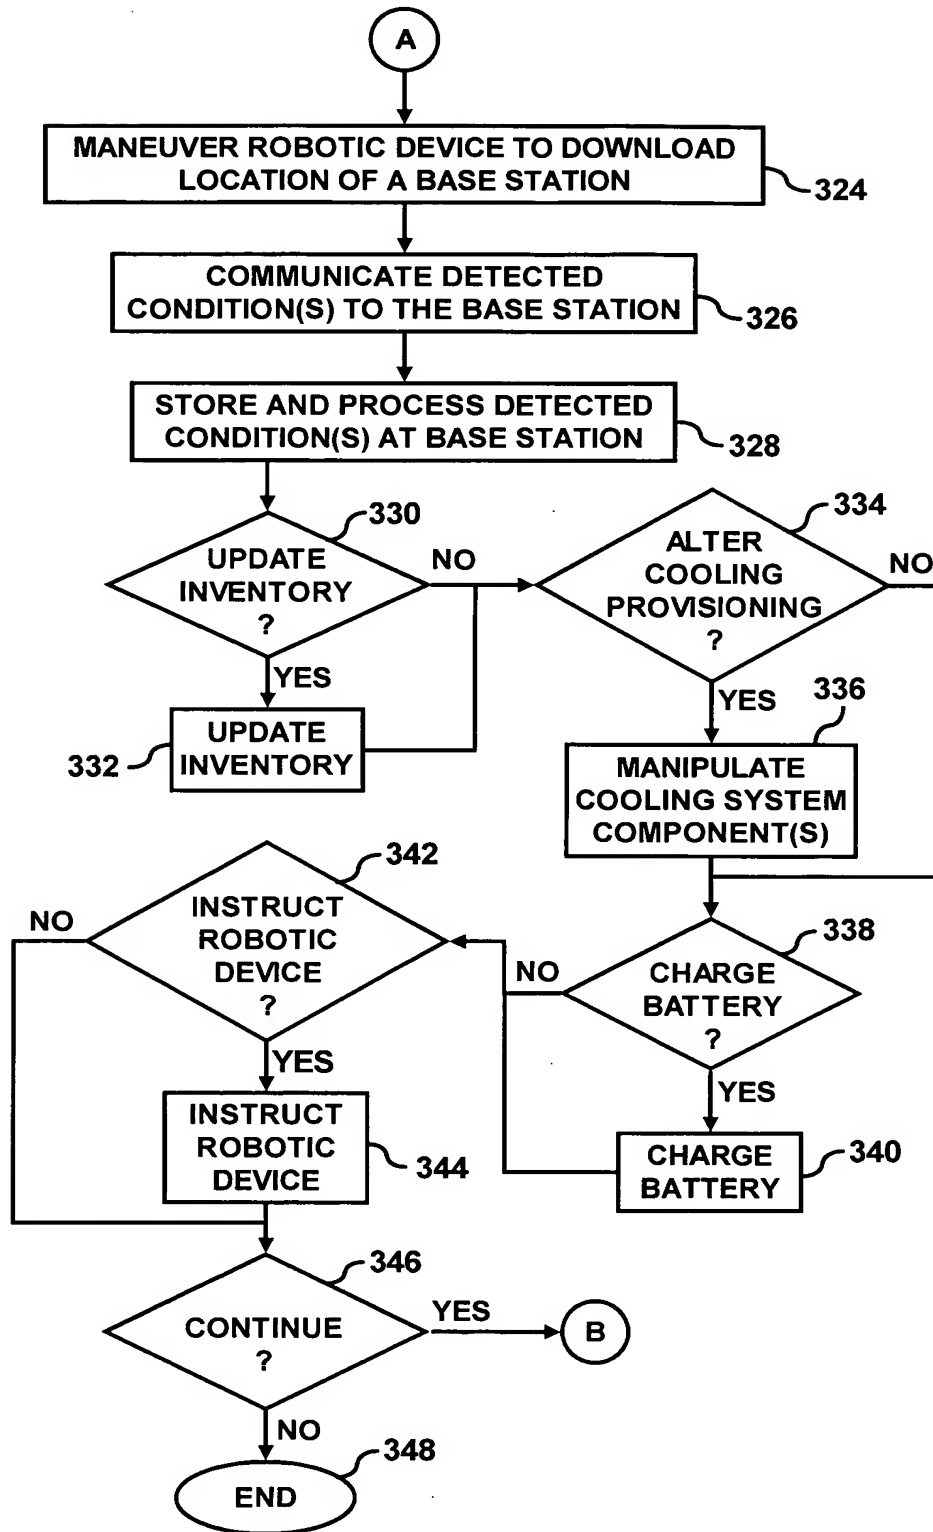 A
MANEUVER ROBOTIC DEVICE TO DOWNLOAD
LOCATION OF A BASE STATION
324
COMMUNICATE DETECTED
CONDITION(S) TO THE BASE STATION
326
STORE AND PROCESS DETECTED
CONDITION(S) AT BASE STATION
328
330
UPDATE
INVENTORY
?
NO
YES
332
UPDATE
INVENTORY
334
ALTER
COOLING
PROVISIONING
?
NO
YES
336
MANIPULATE
COOLING SYSTEM
COMPONENT(S)
338
CHARGE
BATTERY
?
NO
YES
340
CHARGE
BATTERY
342
INSTRUCT
ROBOTIC
DEVICE
?
NO
YES
INSTRUCT
ROBOTIC
DEVICE
344
346
CONTINUE
?
YES
B
NO
348
END